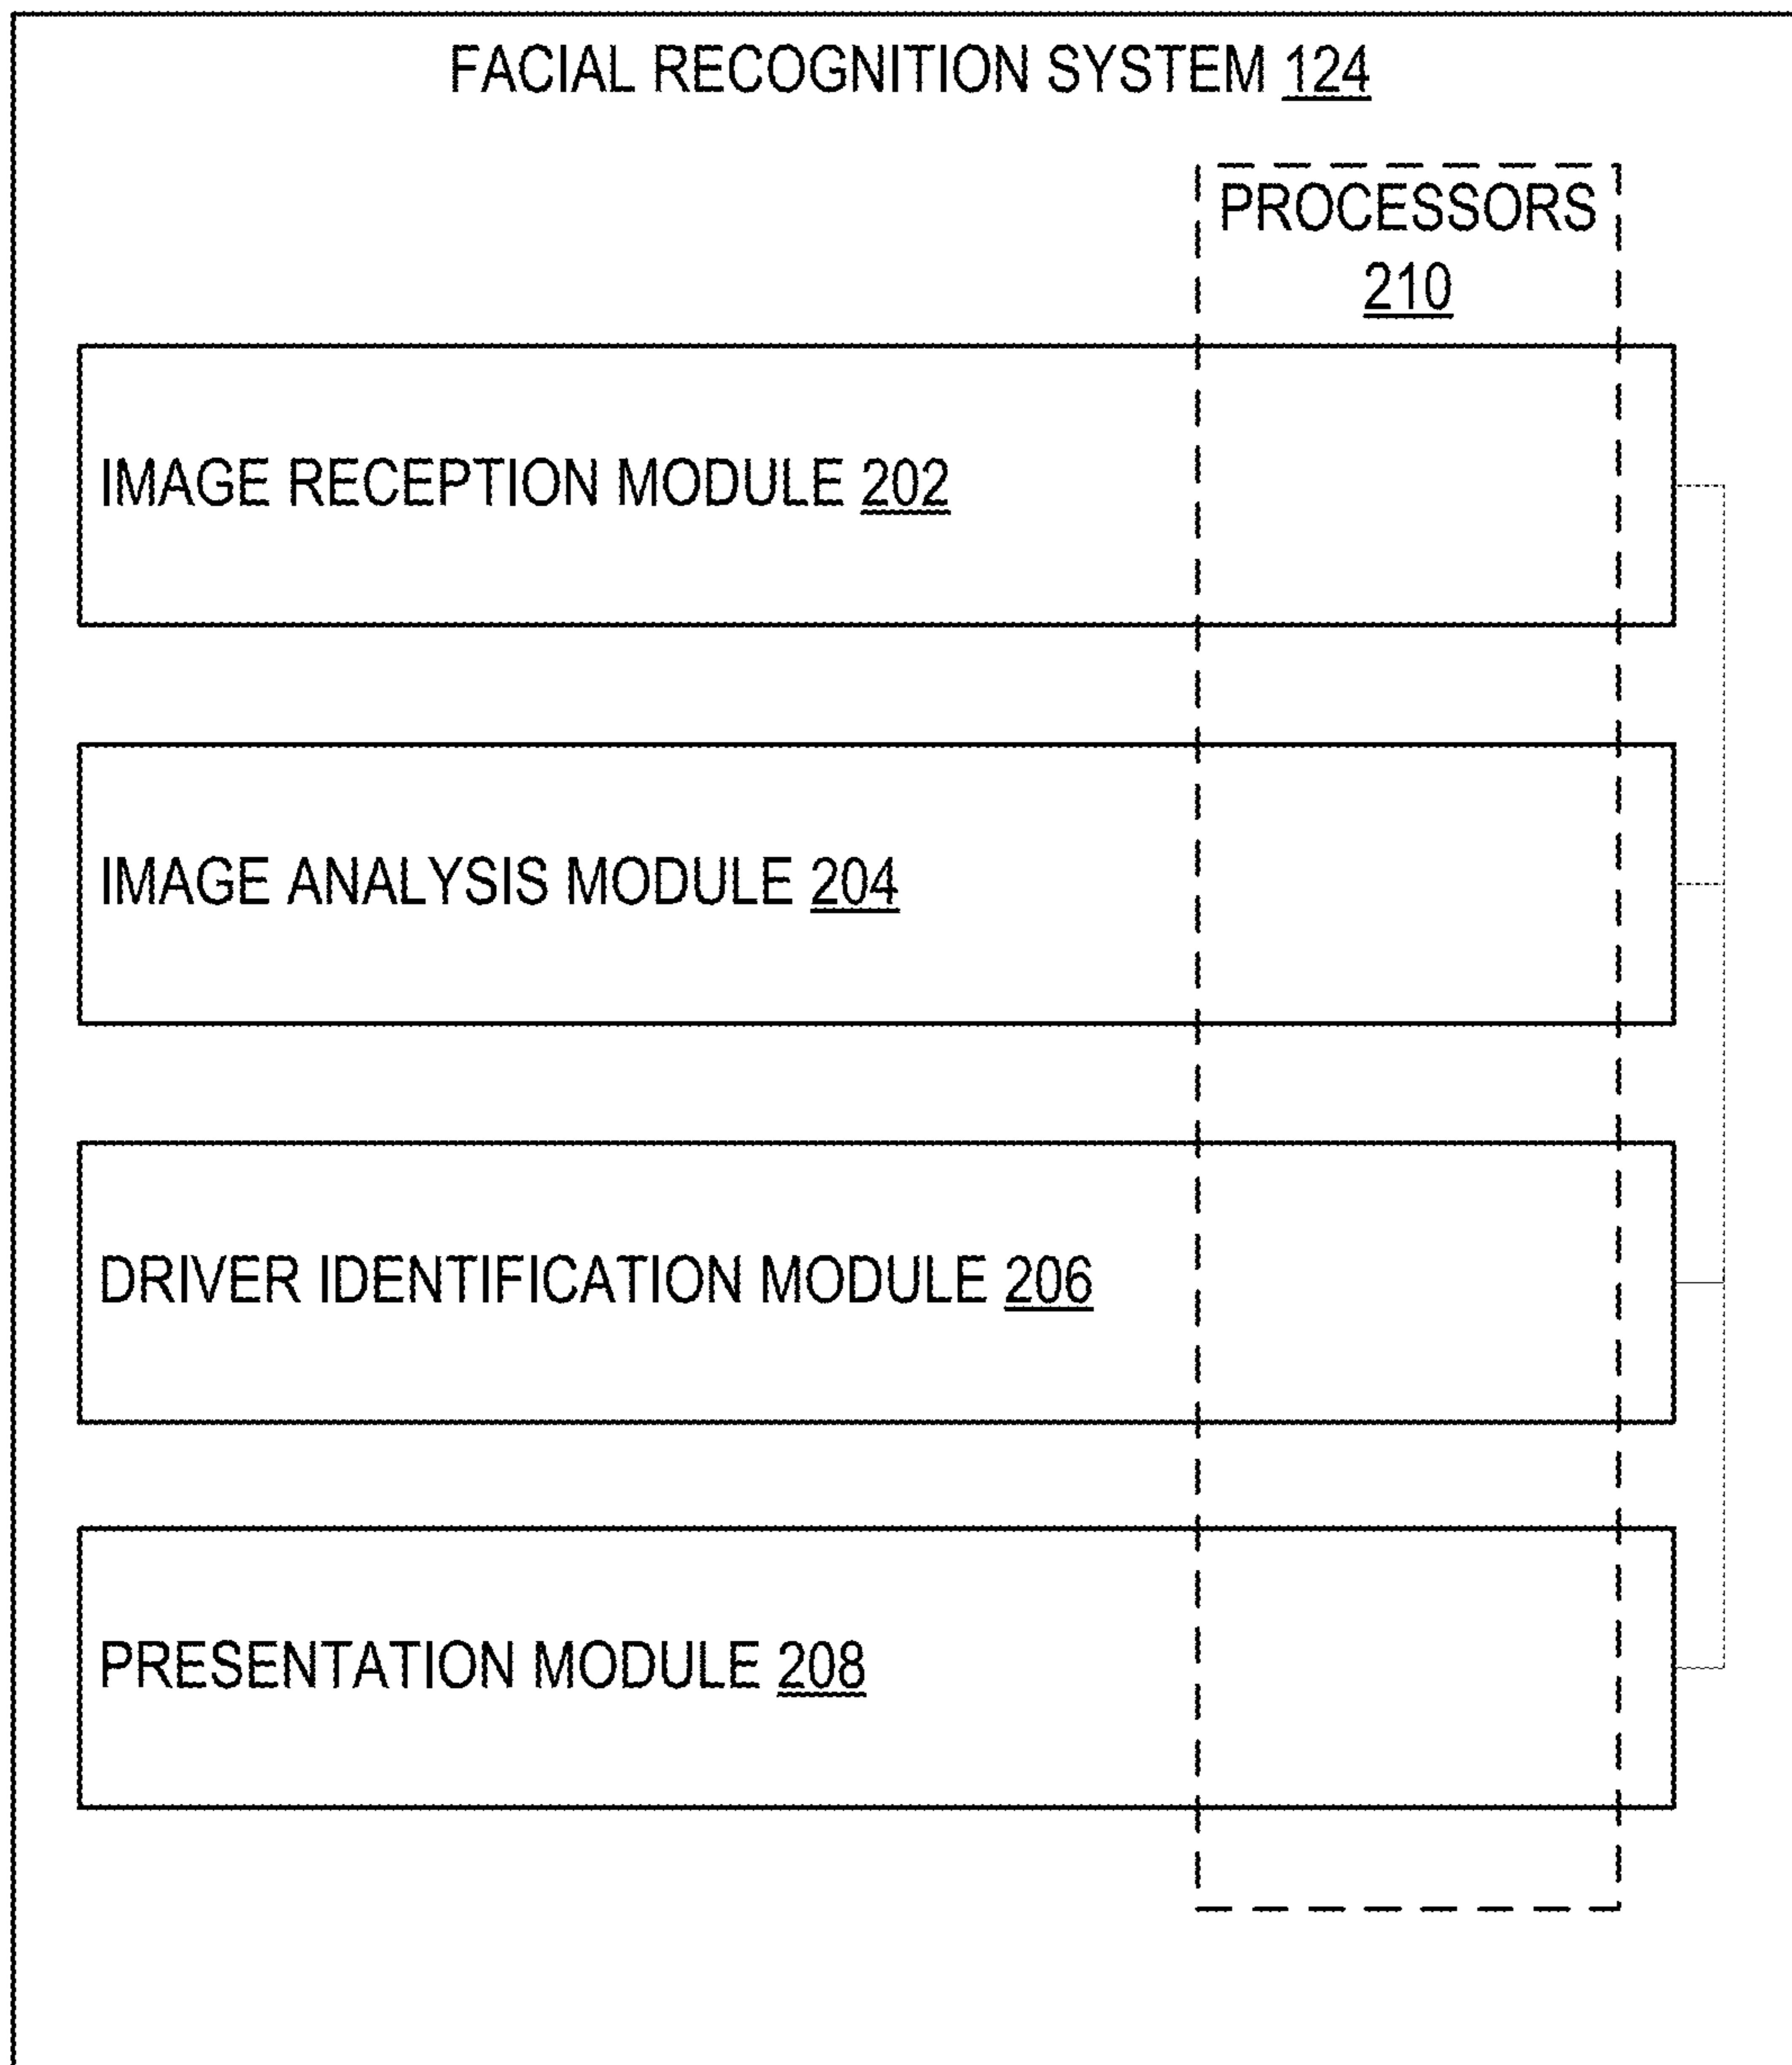 FACIAL RECOGNITION SYSTEM 124
PROCESSORS
210
IMAGE RECEPTION MODULE 202
IMAGE ANALYSIS MODULE 204
DRIVER IDENTIFICATION MODULE 206
PRESENTATION MODULE 208